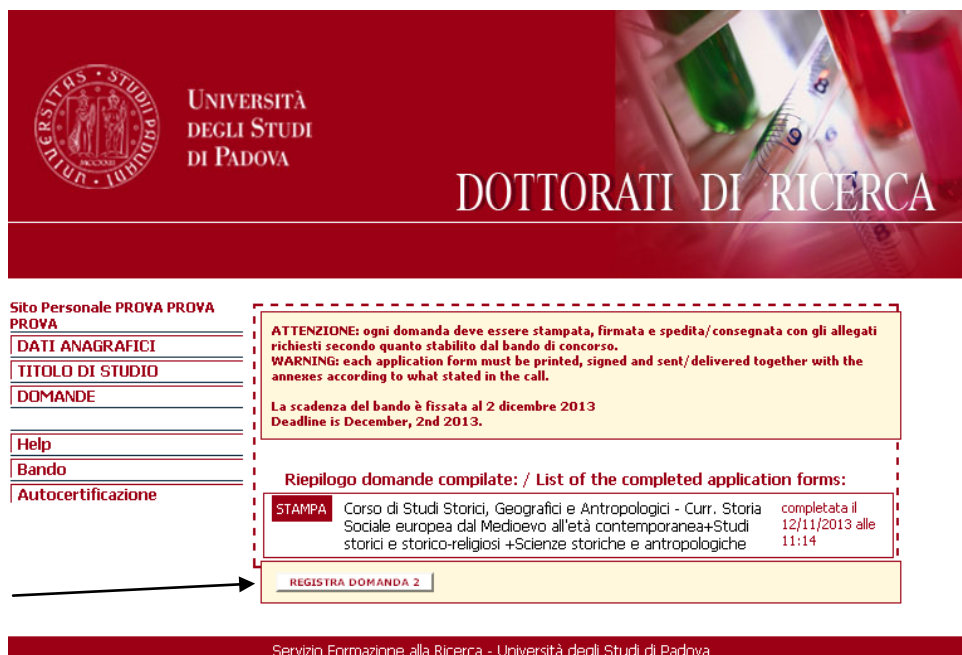 UNIVERSITÀ
DEGLI STUDI
DI PADOVA
UNIVERSITAS · STUDII PADUANI ·
MCCXXII
DOTTORATI DI RICERCA
Sito Personale PROVA PROVA
PROVA
DATI ANAGRAFICI
TITOLO DI STUDIO
DOMANDE
Help
Bando
Autocertificazione
ATTENZIONE: ogni domanda deve essere stampata, firmata e spedita/consegnata con gli allegati
richiesti secondo quanto stabilito dal bando di concorso.
WARNING: each application form must be printed, signed and sent/delivered together with the
annexes according to what stated in the call.
La scadenza del bando è fissata al 2 dicembre 2013
Deadline is December, 2nd 2013.
Riepilogo domande compilate: / List of the completed application forms:
STAMPA
Corso di Studi Storici, Geografici e Antropologici - Curr. Storia
Sociale europea dal Medioevo all'età contemporanea+Studi
storici e storico-religiosi +Scienze storiche e antropologiche
completata il
12/11/2013 alle
11:14
REGISTRA DOMANDA 2
Servizio Formazione alla Ricerca - Università degli Studi di Padova